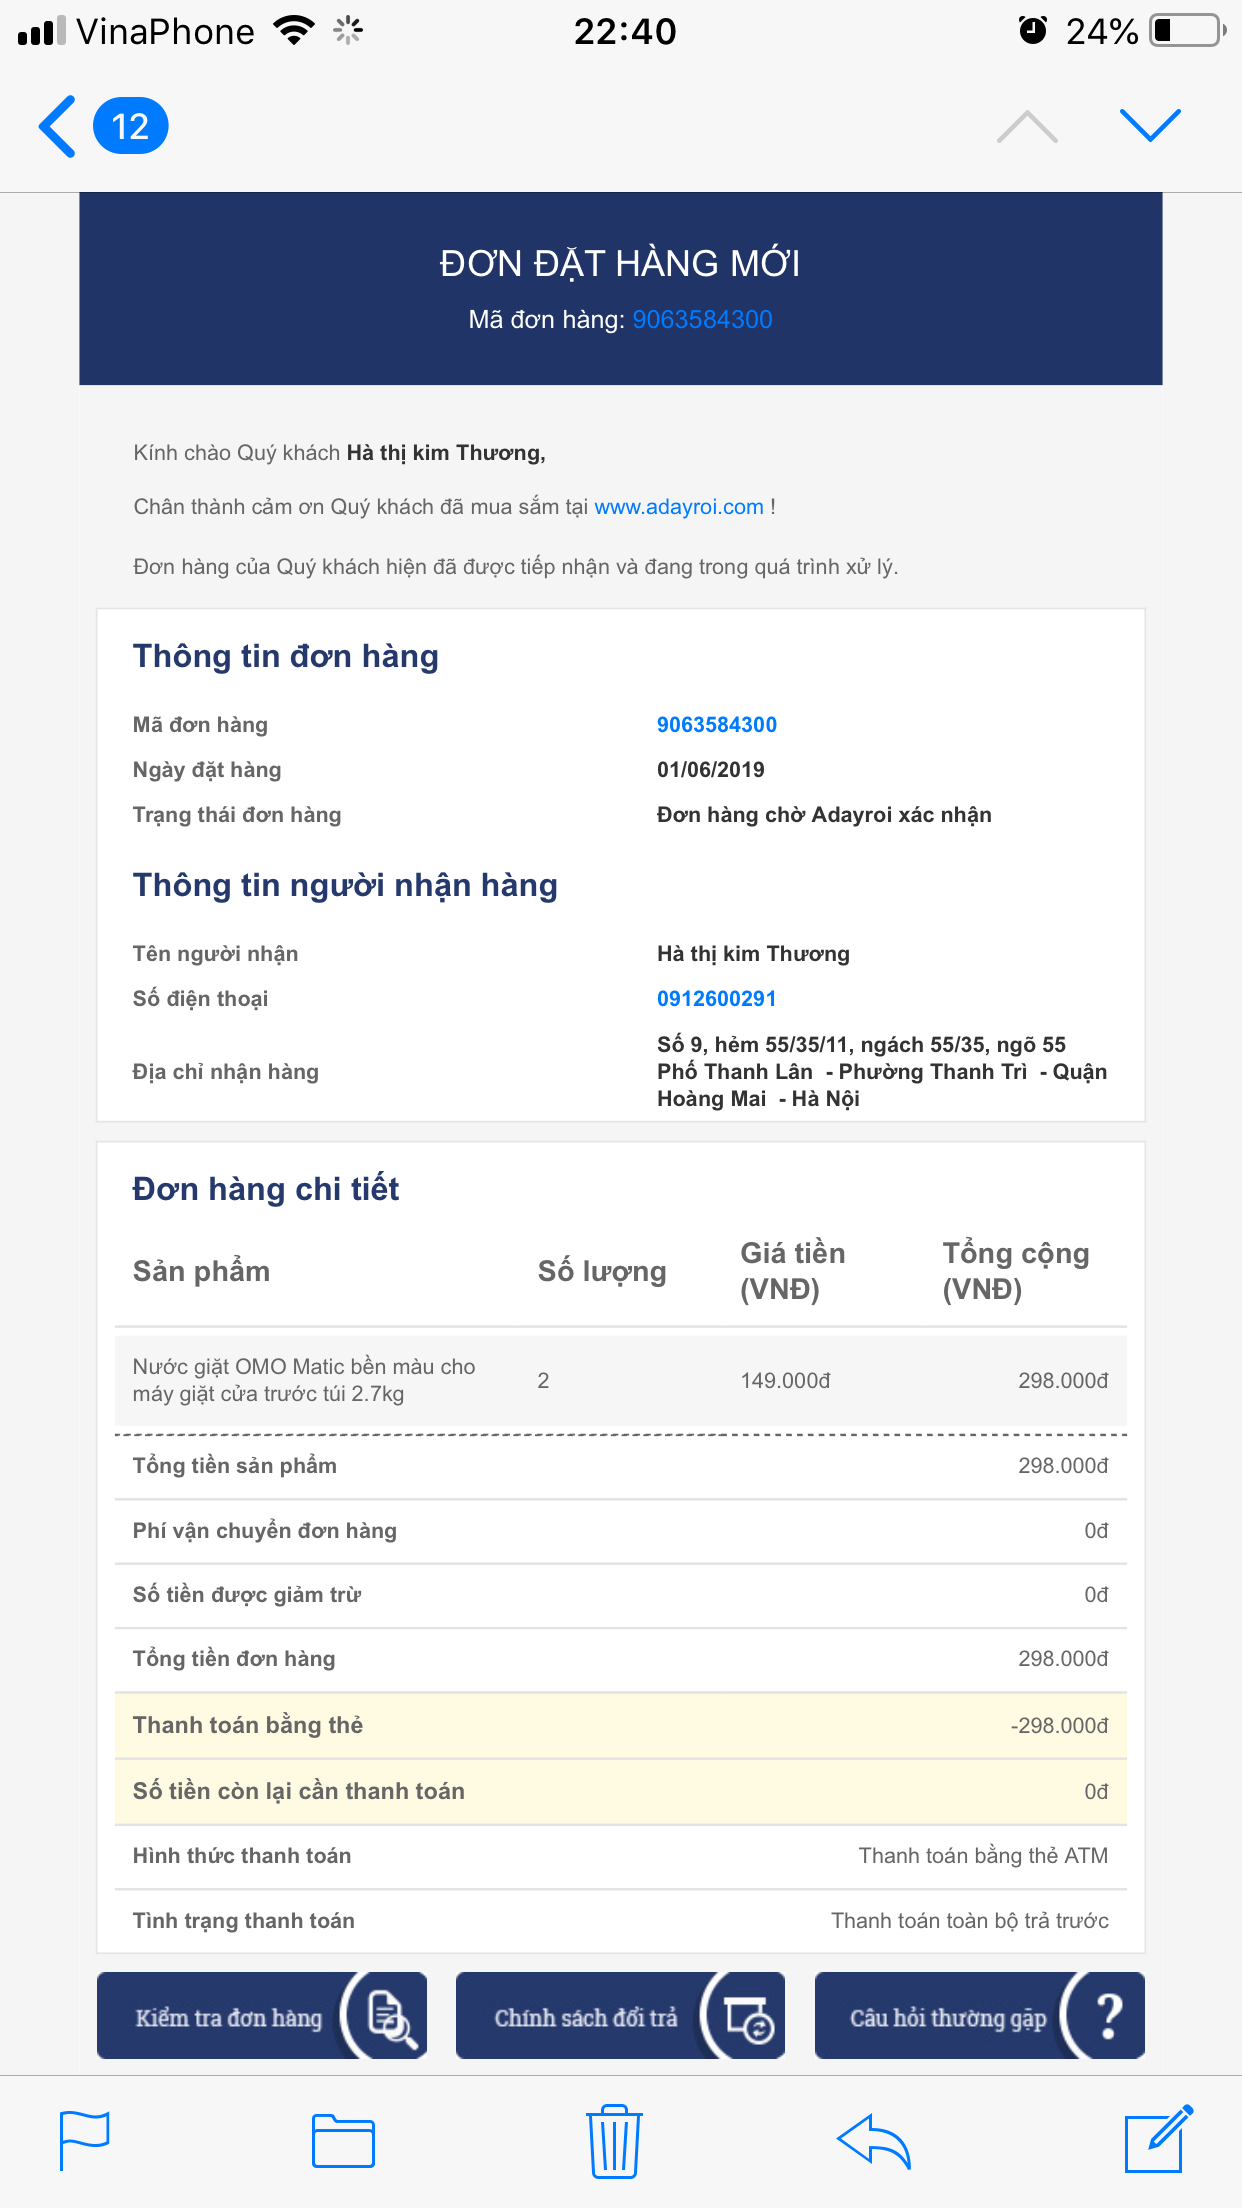 VinaPhone 22:40 24%
12
ĐƠN ĐẶT HÀNG MỚI
Mã đơn hàng: 9063584300
Kính chào Quý khách Hà thị kim Thương,
Chân thành cảm ơn Quý khách đã mua sắm tại www.adayroi.com !
Đơn hàng của Quý khách hiện đã được tiếp nhận và đang trong quá trình xử lý.
Thông tin đơn hàng
Mã đơn hàng 9063584300
Ngày đặt hàng 01/06/2019
Trạng thái đơn hàng Đơn hàng chờ Adayroi xác nhận
Thông tin người nhận hàng
Tên người nhận Hà thị kim Thương
Số điện thoại 0912600291
Địa chỉ nhận hàng
Số 9, hẻm 55/35/11, ngách 55/35, ngõ 55
Phố Thanh Lân - Phường Thanh Trì - Quận
Hoàng Mai - Hà Nội
Đơn hàng chi tiết
Sản phẩm Số lượng Giá tiền (VNĐ) Tổng cộng (VNĐ)
Nước giặt OMO Matic bền màu cho
máy giặt cửa trước túi 2.7kg
2 149.000đ 298.000đ
Tổng tiền sản phẩm 298.000đ
Phí vận chuyển đơn hàng 0đ
Số tiền được giảm trừ 0đ
Tổng tiền đơn hàng 298.000đ
Thanh toán bằng thẻ -298.000đ
Số tiền còn lại cần thanh toán 0đ
Hình thức thanh toán Thanh toán bằng thẻ ATM
Tình trạng thanh toán Thanh toán toàn bộ trả trước
Kiểm tra đơn hàng Chính sách đổi trả Câu hỏi thường gặp ?